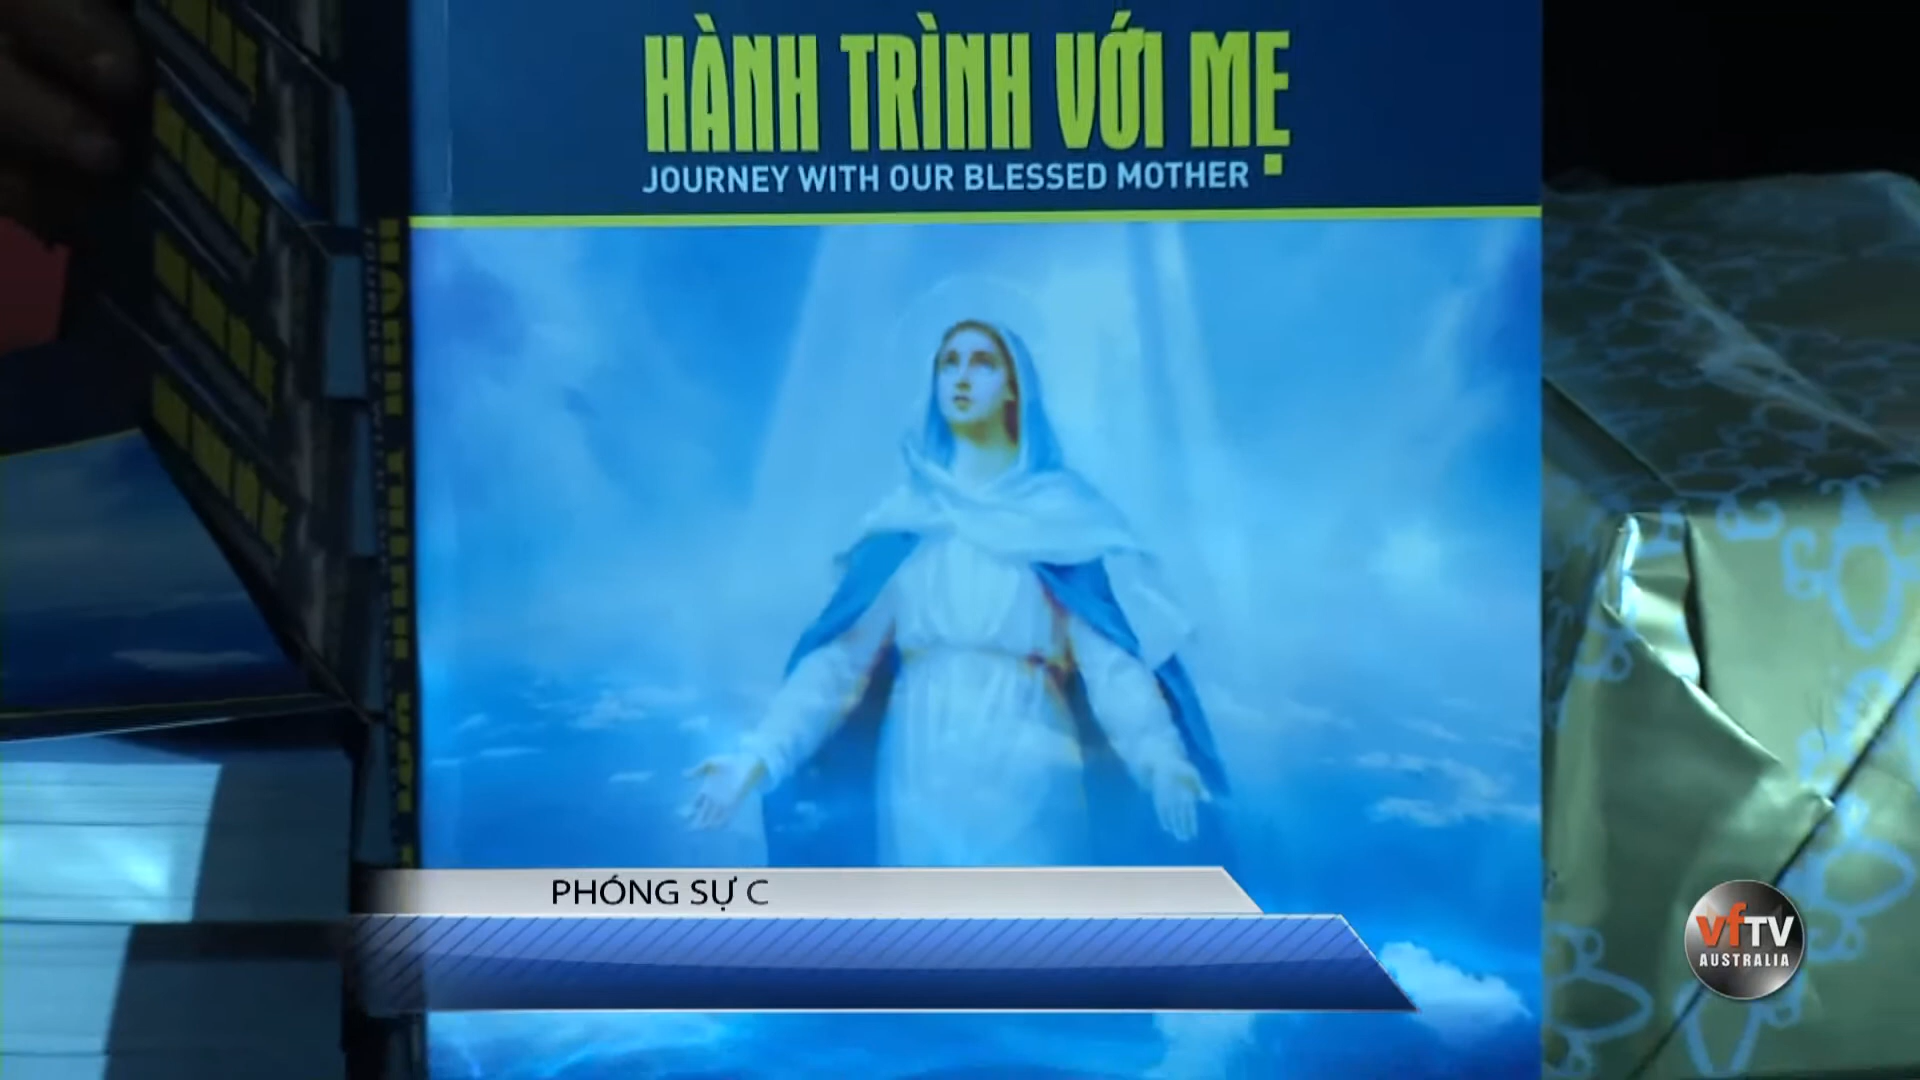 HÀNH TRÌNH VỚI MẸ
JOURNEY WITH OUR BLESSED MOTHER
PHÓNG SỰ C
vfTV
AUSTRALIA